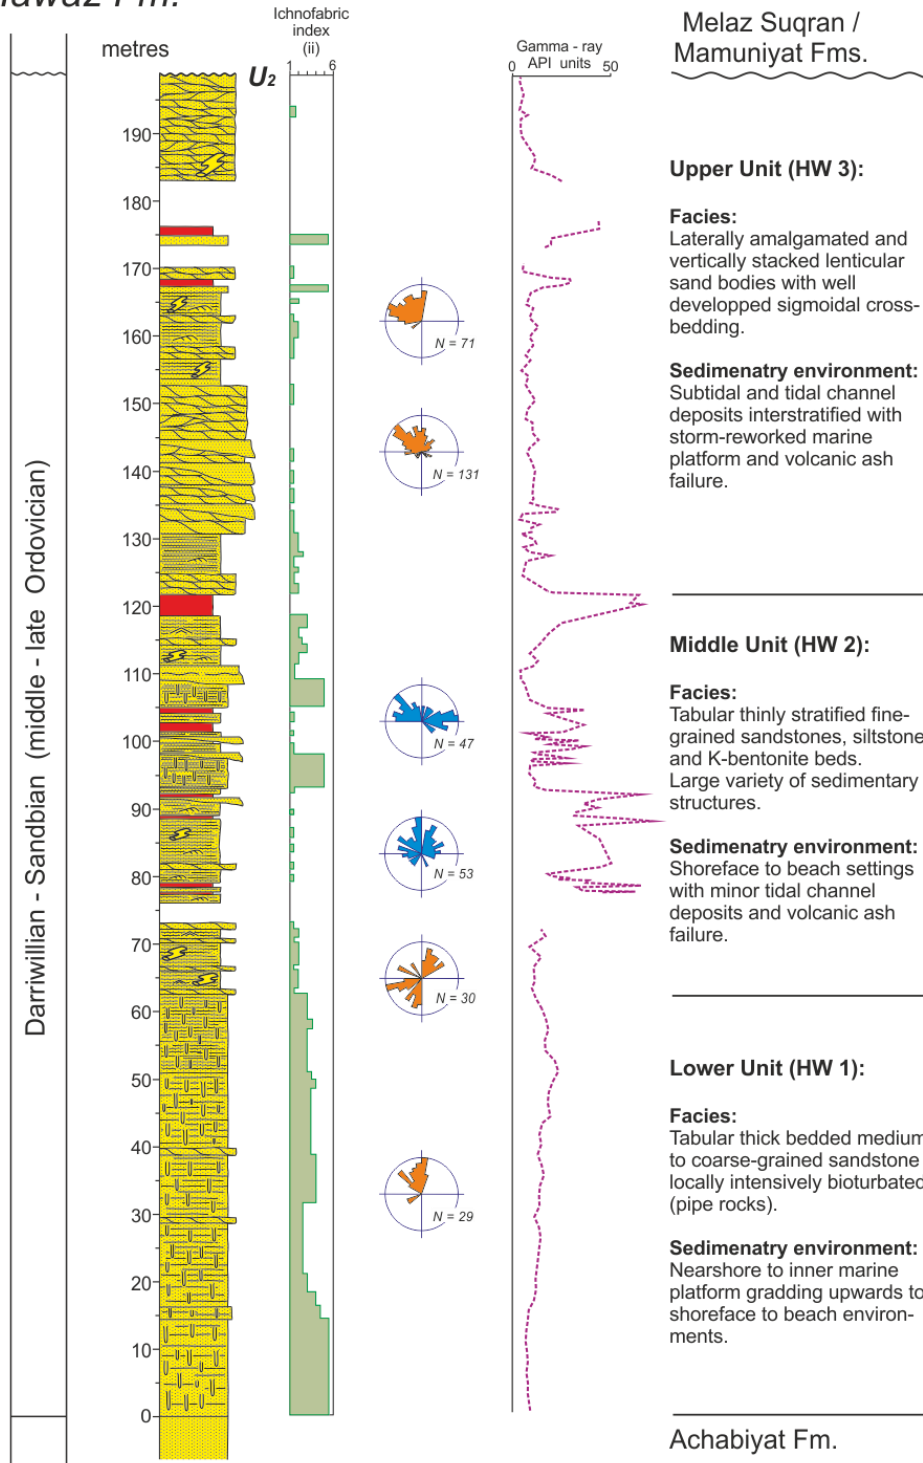 Hawaz Fm.
metres
U2
Ichnofabric
index
(ii)
1 6
Gamma - ray
API units
0 50
Melaz Suqran /
Mamuniyat Fms.
190
180
170
160
150
140
130
120
110
100
90
80
70
60
50
40
30
20
10
0
Darriwillian - Sandbian (middle - late Ordovician)
N = 71
N = 131
N = 47
N = 53
N = 30
N = 29
Upper Unit (HW 3):
Facies:
Laterally amalgamated and
vertically stacked lenticular
sand bodies with well
developped sigmoidal cross-
bedding.
Sedimenatry environment:
Subtidal and tidal channel
deposits interstratified with
storm-reworked marine
platform and volcanic ash
failure.
Middle Unit (HW 2):
Facies:
Tabular thinly stratified fine-
grained sandstones, siltstone
and K-bentonite beds.
Large variety of sedimentary
structures.
Sedimenatry environment:
Shoreface to beach settings
with minor tidal channel
deposits and volcanic ash
failure.
Lower Unit (HW 1):
Facies:
Tabular thick bedded medium
to coarse-grained sandstone
locally intensively bioturbated
(pipe rocks).
Sedimenatry environment:
Nearshore to inner marine
platform gradding upwards to
shoreface to beach environ-
ments.
Achabiyat Fm.